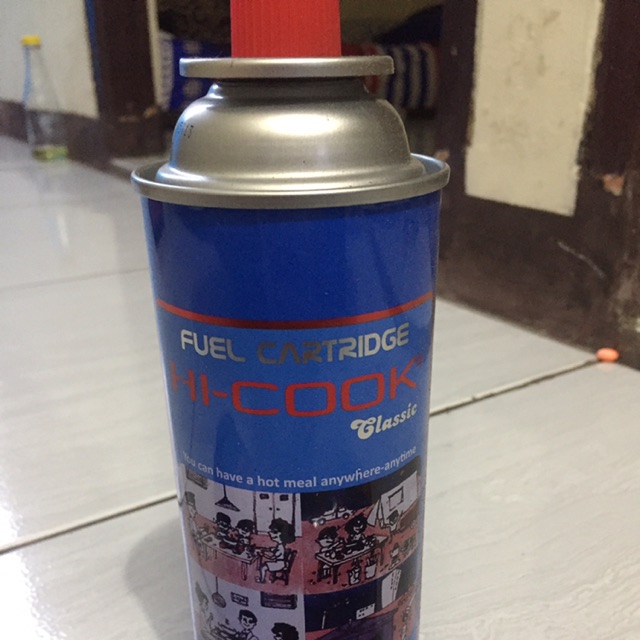 FUEL CARTRIDGE
HI-COOK
Classic
You can have a hot meal anywhere-anytime